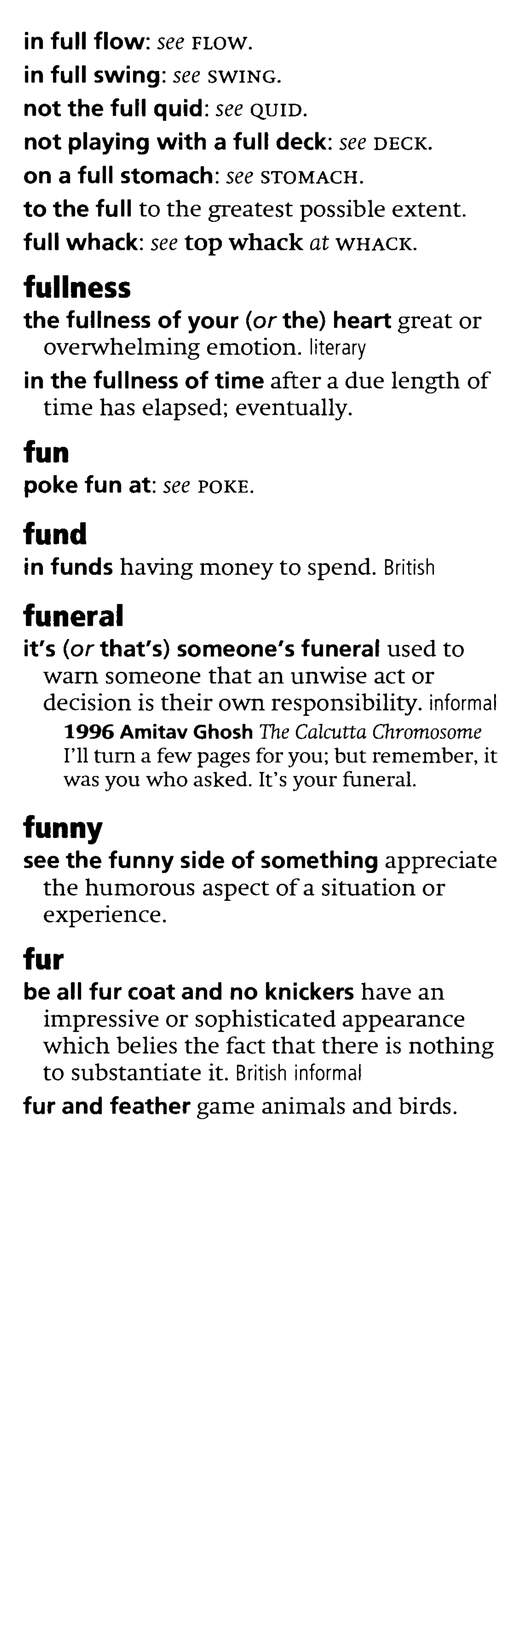 in full flow: see FLOW.
in full swing: see SWING.
not the full quid: see QUID.
not playing with a full deck: see DECK.
on a full stomach: see STOMACH.
to the full to the greatest possible extent.
full whack: see top whack at WHACK.
fullness
the fullness of your (or the) heart great or
overwhelming emotion. literary
in the fullness of time after a due length of
time has elapsed; eventually.
fun
poke fun at: see POKE.
fund
in funds having money to spend. British
funeral
it's (or that's) someone's funeral used to
warn someone that an unwise act or
decision is their own responsibility. informal
1996 Amitav Ghosh The Calcutta Chromosome
I'll turn a few pages for you; but remember, it
was you who asked. It's your funeral.
funny
see the funny side of something appreciate
the humorous aspect of a situation or
experience.
fur
be all fur coat and no knickers have an
impressive or sophisticated appearance
which belies the fact that there is nothing
to substantiate it. British informal
fur and feather game animals and birds.